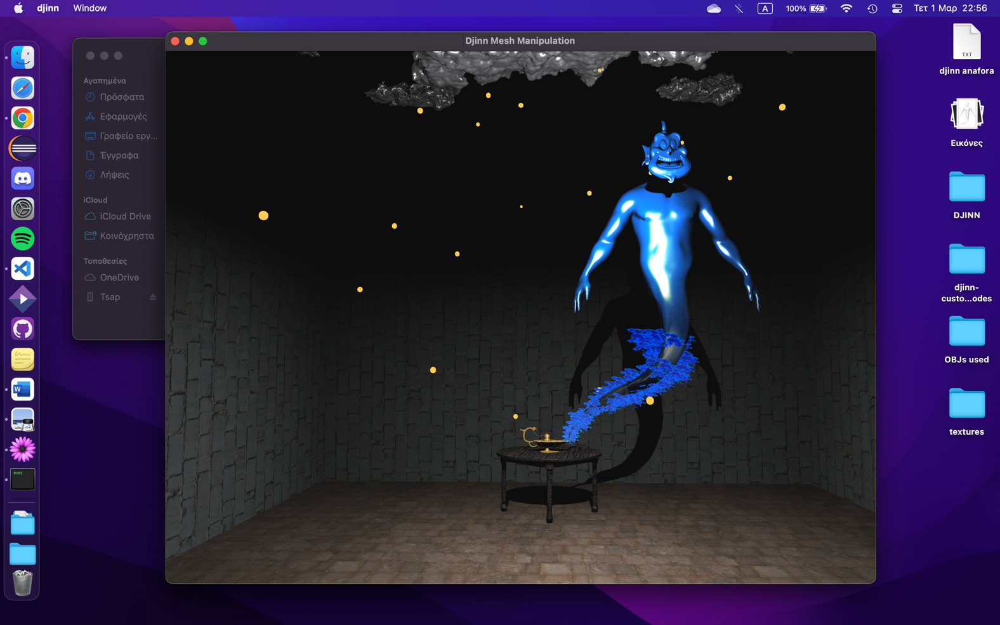 djinn Window
A 100% Τετ 1 Μαρ 22:56
Djinn Mesh Manipulation
Αγαπημένα
Πρόσφατα
Εφαρμογές
Γραφείο εργ...
Έγγραφα
Λήψεις
iCloud
iCloud Drive
Κοινόχρηστα
Τοποθεσίες
OneDrive
Tsap
exec
W
TXT
djinn anafora
Εικόνες
DJINN
djinn-
custo...odes
OBJs used
textures